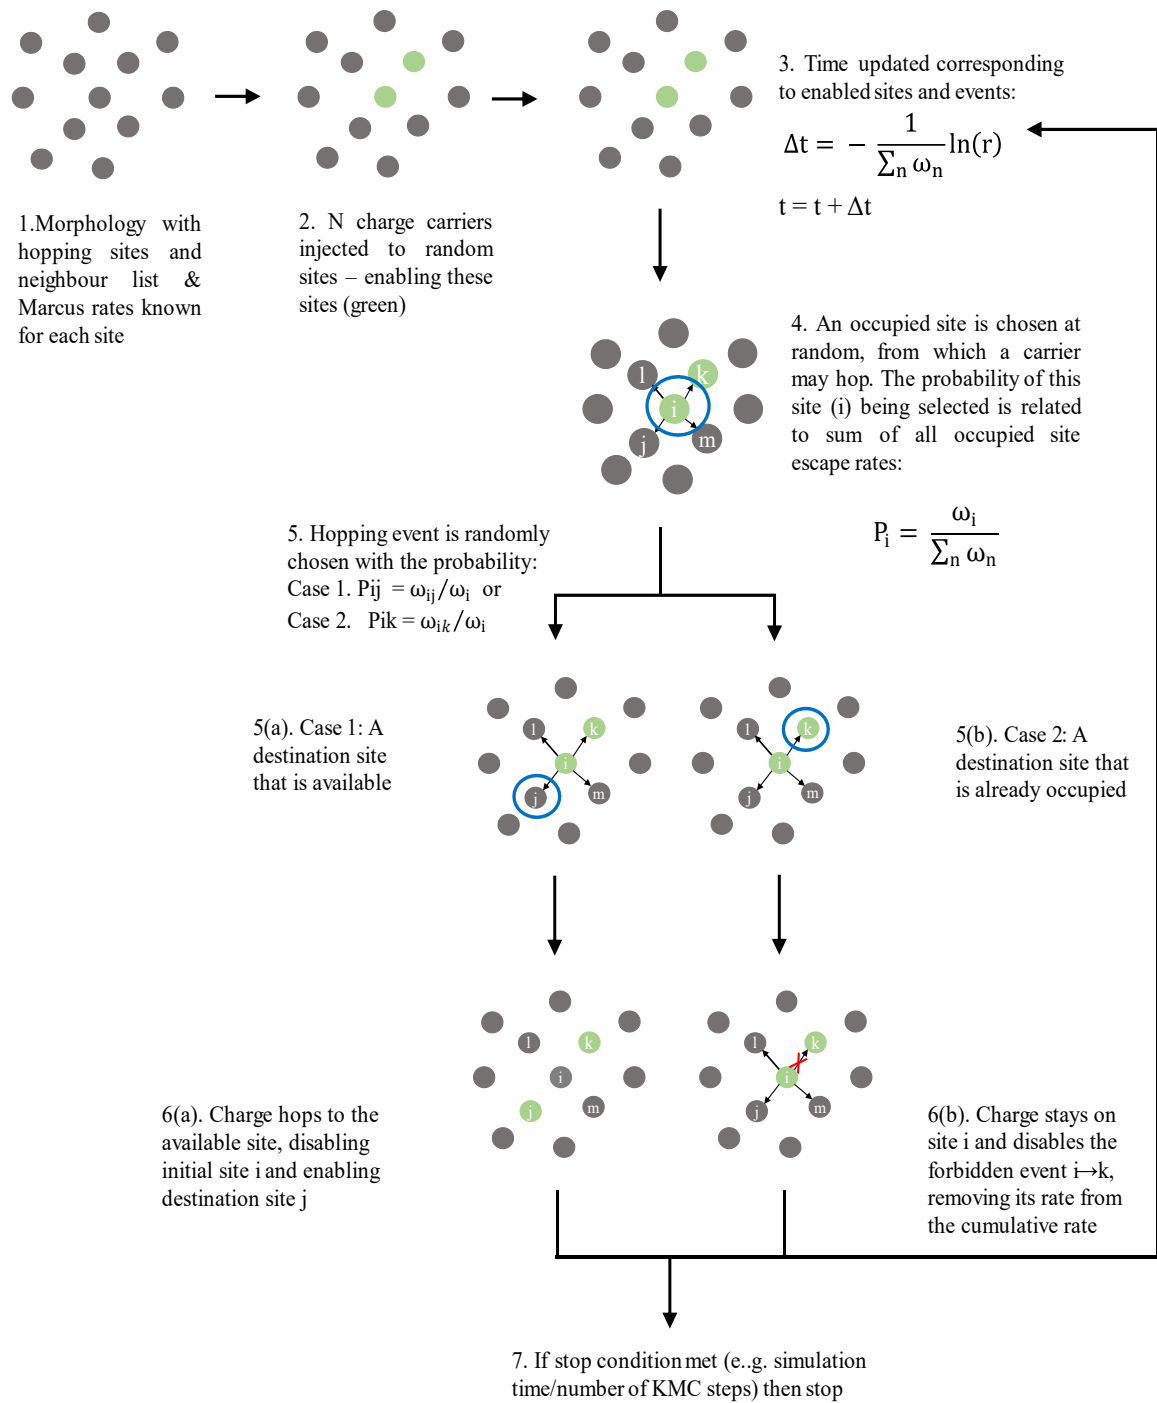 1.Morphology with
hopping sites and
neighbour list &
Marcus rates known
for each site
2. N charge carriers
injected to random
sites – enabling these
sites (green)
3. Time updated corresponding
to enabled sites and events:
Δt = − 1/∑ₙ ωₙ ln(r)
t = t + Δt
l k
i
j m
4. An occupied site is chosen at
random, from which a carrier
may hop. The probability of this
site (i) being selected is related
to sum of all occupied site
escape rates:
Pᵢ = ωᵢ/∑ₙ ωₙ
5. Hopping event is randomly
chosen with the probability:
Case 1. Pij = ωᵢⱼ/ωᵢ or
Case 2. Pik = ωᵢₖ/ωᵢ
5(a). Case 1: A
destination site
that is available
l k
i
j m
l k
i
j m
5(b). Case 2: A
destination site that
is already occupied
6(a). Charge hops to the
available site, disabling
initial site i and enabling
destination site j
l k
i
j m
l k
i
j m
6(b). Charge stays on
site i and disables the
forbidden event i↦k,
removing its rate from
the cumulative rate
7. If stop condition met (e..g. simulation
time/number of KMC steps) then stop